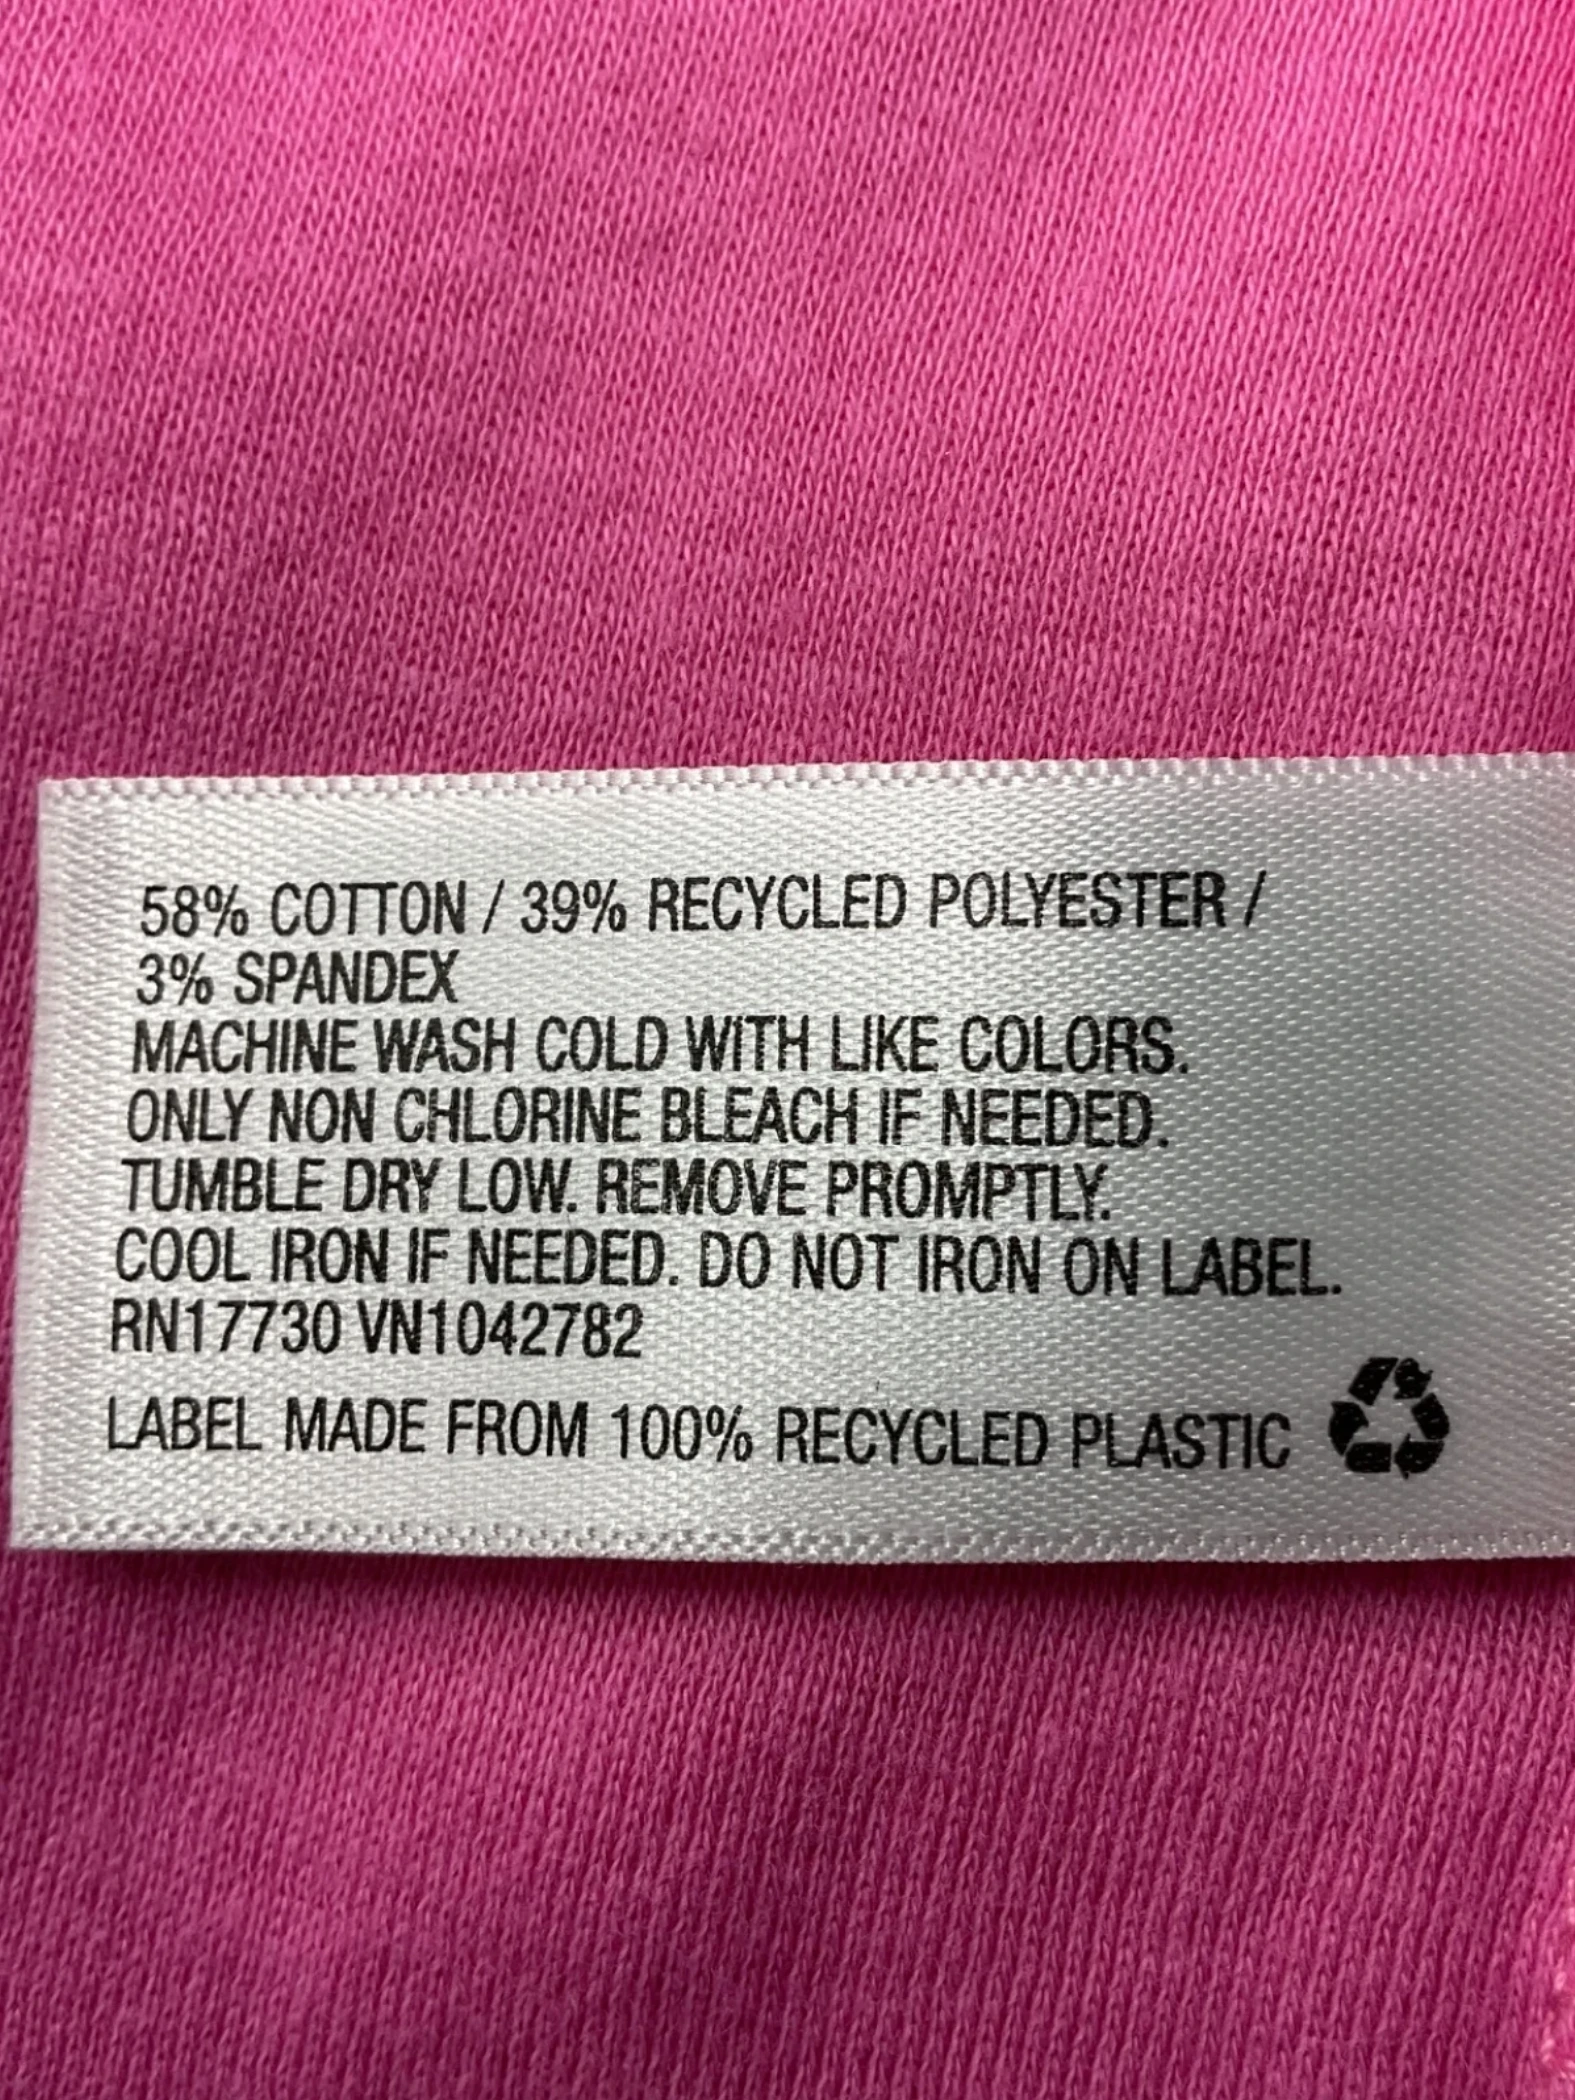 58% COTTON / 39% RECYCLED POLYESTER /
3% SPANDEX
MACHINE WASH COLD WITH LIKE COLORS.
ONLY NON CHLORINE BLEACH IF NEEDED.
TUMBLE DRY LOW. REMOVE PROMPTLY.
COOL IRON IF NEEDED. DO NOT IRON ON LABEL.
RN17730 VN1042782
LABEL MADE FROM 100% RECYCLED PLASTIC